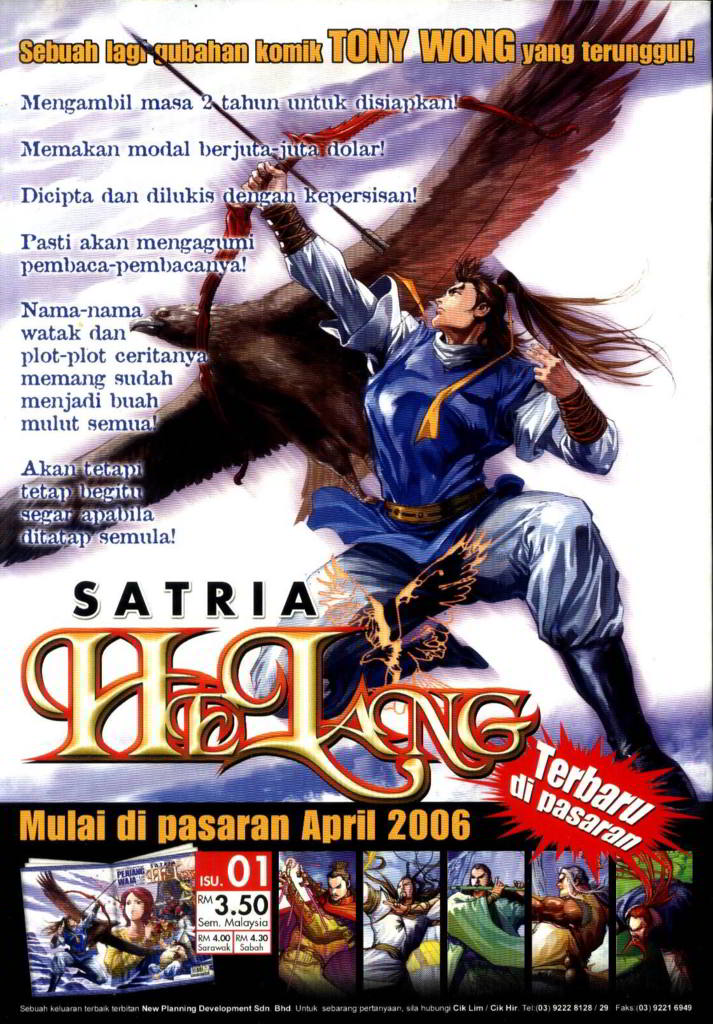 Sebuah lagi gubahan komik TONY WONG yang terunggul!
Mengambil masa 2 tahun untuk disiapkan!
Memakan modal berjuta-juta dolar!
Dicipta dan dilukis dengan kepersisan!
Pasti akan mengagumi
pembaca-pembacanya!
Nama-nama
watak dan
plot-plot ceritanya
memang sudah
menjadi buah
mulut semua!
Akan tetapi
tetap begitu
segar apabila
ditatap semula!
SATRIA
HELANG
Terbaru
di pasaran
Mulai di pasaran April 2006
PEJUANG
WAJA
SATRIA
ISU. 01
RM 3.50
Sem. Malaysia
RM 4.00 RM 4.30
Sarawak Sabah
Sebuah keluaran terbaik terbitan New Planning Development Sdn. Bhd. Untuk sebarang pertanyaan, sila hubungi Cik Lim / Cik Hir. Tel:(03) 9222 8128 / 29 Faks:(03) 9221 6949